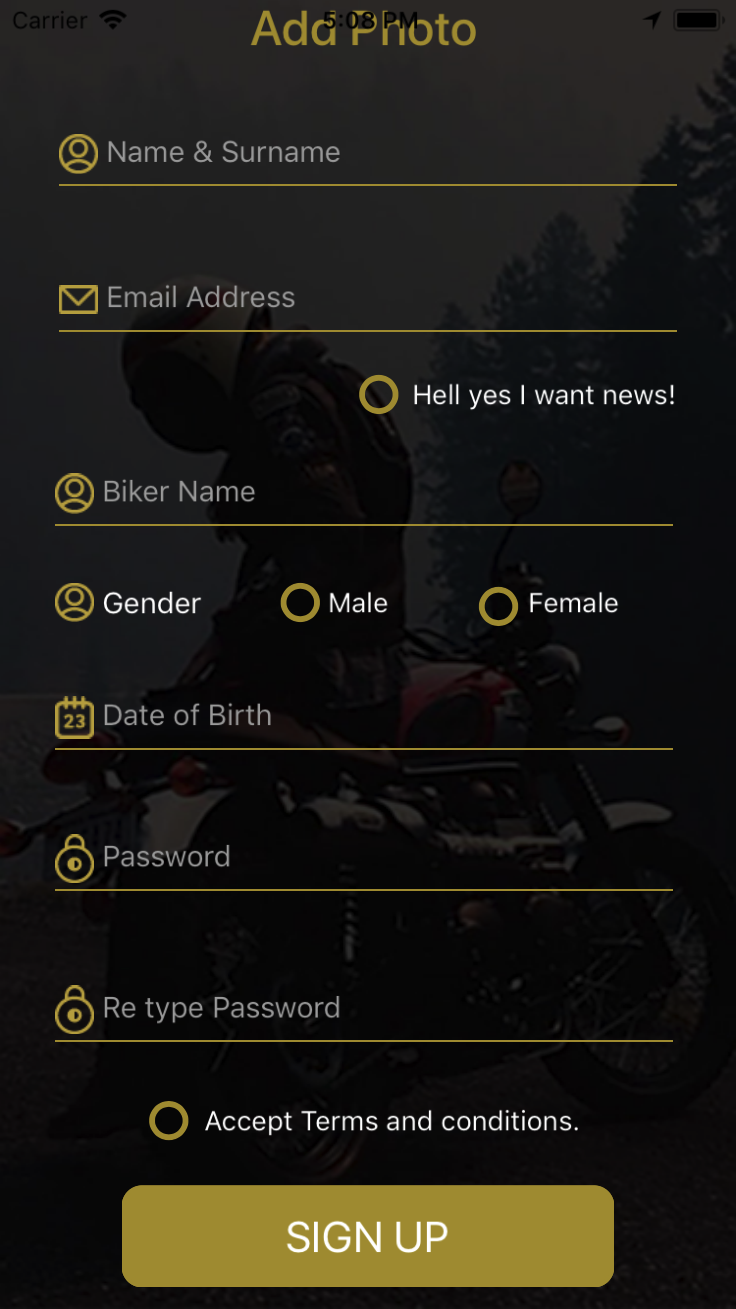 Carrier 5:08 PM
Add Photo
Name & Surname
Email Address
Hell yes I want news!
Biker Name
Gender Male Female
23 Date of Birth
Password
Re type Password
Accept Terms and conditions.
SIGN UP